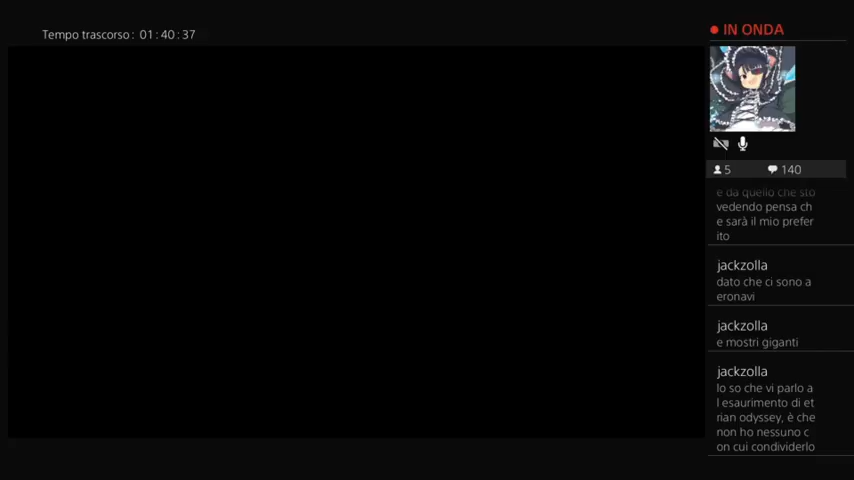 Tempo trascorso: 01:40:37
IN ONDA
5 140
e da quello che sto
vedendo pensa ch
e sarà il mio prefer
ito
jackzolla
dato che ci sono a
eronavi
jackzolla
e mostri giganti
jackzolla
lo so che vi parlo a
l esaurimento di et
rian odyssey, è che
non ho nessuno c
on cui condividerlo